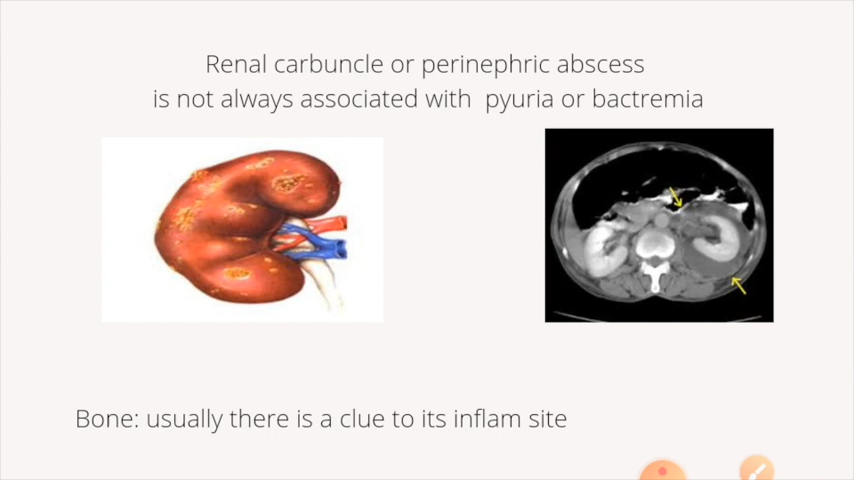 Renal carbuncle or perinephric abscess
is not always associated with pyuria or bactremia
Bone: usually there is a clue to its inflam site